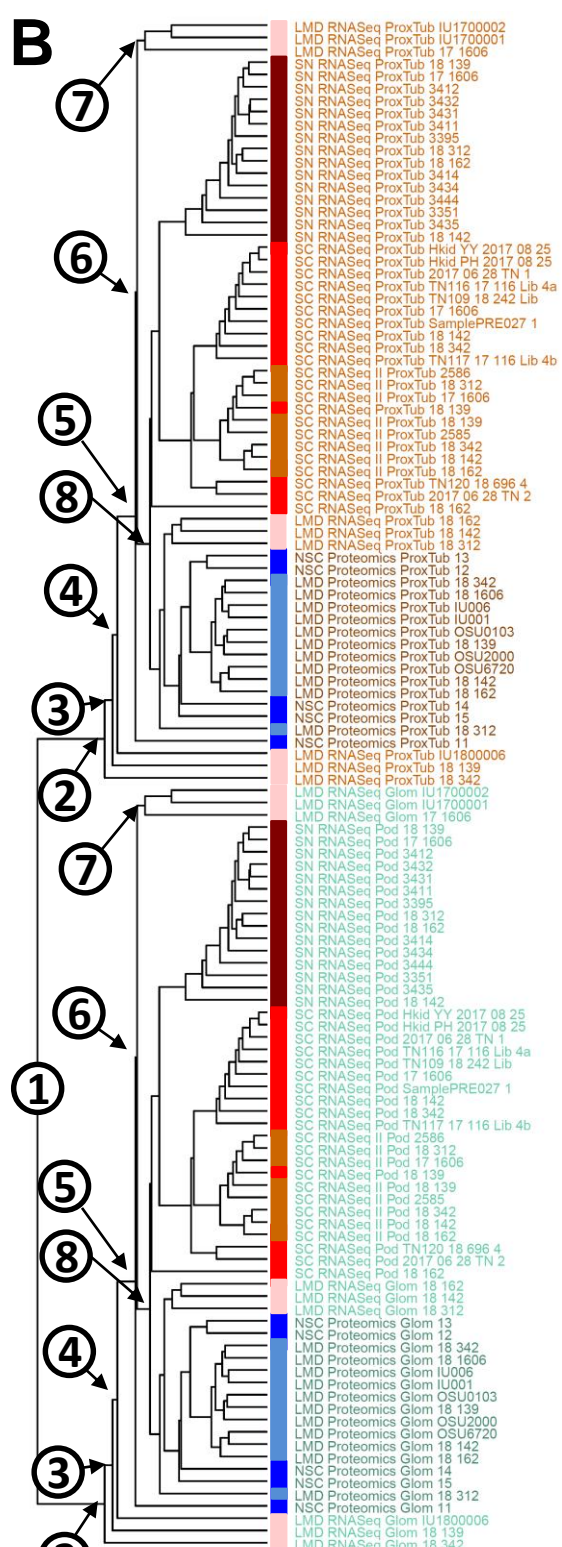 B
LMD RNASeq ProxTub IU1700002
LMD RNASeq ProxTub IU1700001
LMD RNASeq ProxTub 17 1606
SN RNASeq ProxTub 18 139
SN RNASeq ProxTub 17 1606
SN RNASeq ProxTub 3412
SN RNASeq ProxTub 3432
SN RNASeq ProxTub 3431
SN RNASeq ProxTub 3411
SN RNASeq ProxTub 3395
SN RNASeq ProxTub 18 312
SN RNASeq ProxTub 18 162
SN RNASeq ProxTub 3414
SN RNASeq ProxTub 3434
SN RNASeq ProxTub 3444
SN RNASeq ProxTub 3351
SN RNASeq ProxTub 3435
SN RNASeq ProxTub 18 142
SC RNASeq ProxTub Hkid YY 2017 08 25
SC RNASeq ProxTub Hkid PH 2017 08 25
SC RNASeq ProxTub 2017 06 28 TN 1
SC RNASeq ProxTub TN116 17 116 Lib 4a
SC RNASeq ProxTub TN109 18 242 Lib
SC RNASeq ProxTub 17 1606
SC RNASeq ProxTub SamplePRE027 1
SC RNASeq ProxTub 18 142
SC RNASeq ProxTub 18 342
SC RNASeq ProxTub TN117 17 116 Lib 4b
SC RNASeq II ProxTub 2586
SC RNASeq II ProxTub 18 312
SC RNASeq II ProxTub 17 1606
SC RNASeq ProxTub 18 139
SC RNASeq II ProxTub 18 139
SC RNASeq II ProxTub 2585
SC RNASeq II ProxTub 18 342
SC RNASeq II ProxTub 18 142
SC RNASeq II ProxTub 18 162
SC RNASeq ProxTub TN120 18 696 4
SC RNASeq ProxTub 2017 06 28 TN 2
SC RNASeq ProxTub 18 162
LMD RNASeq ProxTub 18 162
LMD RNASeq ProxTub 18 142
LMD RNASeq ProxTub 18 312
NSC Proteomics ProxTub 13
NSC Proteomics ProxTub 12
LMD Proteomics ProxTub 18 342
LMD Proteomics ProxTub 18 1606
LMD Proteomics ProxTub IU006
LMD Proteomics ProxTub IU001
LMD Proteomics ProxTub OSU0103
LMD Proteomics ProxTub 18 139
LMD Proteomics ProxTub OSU2000
LMD Proteomics ProxTub OSU6720
LMD Proteomics ProxTub 18 142
LMD Proteomics ProxTub 18 162
NSC Proteomics ProxTub 14
NSC Proteomics ProxTub 15
LMD Proteomics ProxTub 18 312
NSC Proteomics ProxTub 11
LMD RNASeq ProxTub IU1800006
LMD RNASeq ProxTub 18 139
LMD RNASeq ProxTub 18 342
LMD RNASeq Glom IU1700002
LMD RNASeq Glom IU1700001
LMD RNASeq Glom 17 1606
SN RNASeq Pod 18 139
SN RNASeq Pod 17 1606
SN RNASeq Pod 3412
SN RNASeq Pod 3432
SN RNASeq Pod 3431
SN RNASeq Pod 3411
SN RNASeq Pod 3395
SN RNASeq Pod 18 312
SN RNASeq Pod 18 162
SN RNASeq Pod 3414
SN RNASeq Pod 3434
SN RNASeq Pod 3444
SN RNASeq Pod 3351
SN RNASeq Pod 3435
SN RNASeq Pod 18 142
SC RNASeq Pod Hkid YY 2017 08 25
SC RNASeq Pod Hkid PH 2017 08 25
SC RNASeq Pod 2017 06 28 TN 1
SC RNASeq Pod TN116 17 116 Lib 4a
SC RNASeq Pod TN109 18 242 Lib
SC RNASeq Pod 17 1606
SC RNASeq Pod SamplePRE027 1
SC RNASeq Pod 18 142
SC RNASeq Pod 18 342
SC RNASeq Pod TN117 17 116 Lib 4b
SC RNASeq II Pod 2586
SC RNASeq II Pod 18 312
SC RNASeq II Pod 17 1606
SC RNASeq Pod 18 139
SC RNASeq II Pod 18 139
SC RNASeq II Pod 2585
SC RNASeq II Pod 18 342
SC RNASeq II Pod 18 142
SC RNASeq II Pod 18 162
SC RNASeq Pod TN120 18 696 4
SC RNASeq Pod 2017 06 28 TN 2
SC RNASeq Pod 18 162
LMD RNASeq Glom 18 162
LMD RNASeq Glom 18 142
LMD RNASeq Glom 18 312
NSC Proteomics Glom 13
NSC Proteomics Glom 12
LMD Proteomics Glom 18 342
LMD Proteomics Glom 18 1606
LMD Proteomics Glom IU006
LMD Proteomics Glom IU001
LMD Proteomics Glom OSU0103
LMD Proteomics Glom 18 139
LMD Proteomics Glom OSU2000
LMD Proteomics Glom OSU6720
LMD Proteomics Glom 18 142
LMD Proteomics Glom 18 162
NSC Proteomics Glom 14
NSC Proteomics Glom 15
LMD Proteomics Glom 18 312
NSC Proteomics Glom 11
LMD RNASeq Glom IU1800006
LMD RNASeq Glom 18 139
LMD RNASeq Glom 18 342
7
6
5
8
4
3
2
7
6
1
5
8
4
3